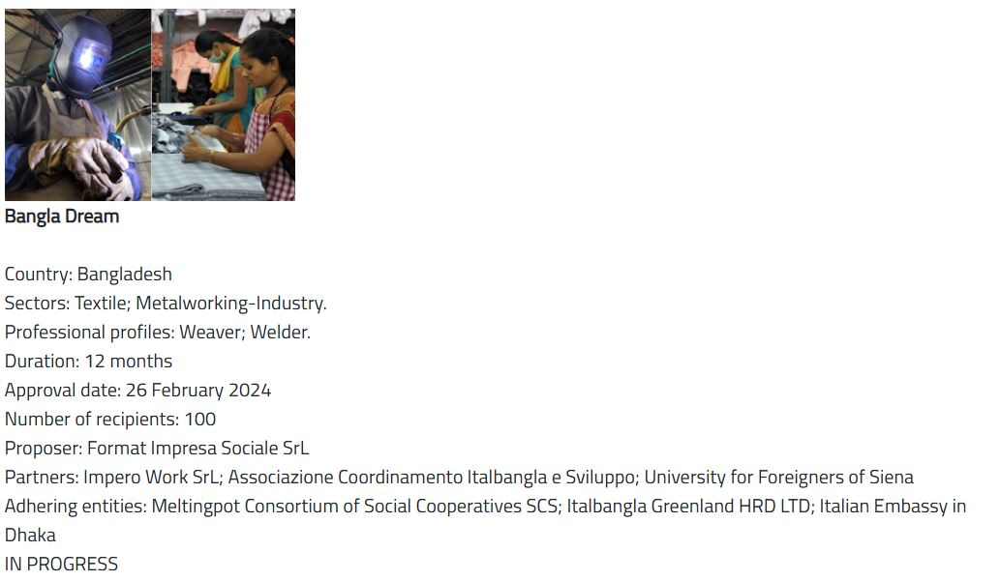 Bangla Dream
Country: Bangladesh
Sectors: Textile; Metalworking-Industry.
Professional profiles: Weaver; Welder.
Duration: 12 months
Approval date: 26 February 2024
Number of recipients: 100
Proposer: Format Impresa Sociale SrL
Partners: Impero Work SrL; Associazione Coordinamento Italbangla e Sviluppo; University for Foreigners of Siena
Adhering entities: Meltingpot Consortium of Social Cooperatives SCS; Italbangla Greenland HRD LTD; Italian Embassy in
Dhaka
IN PROGRESS